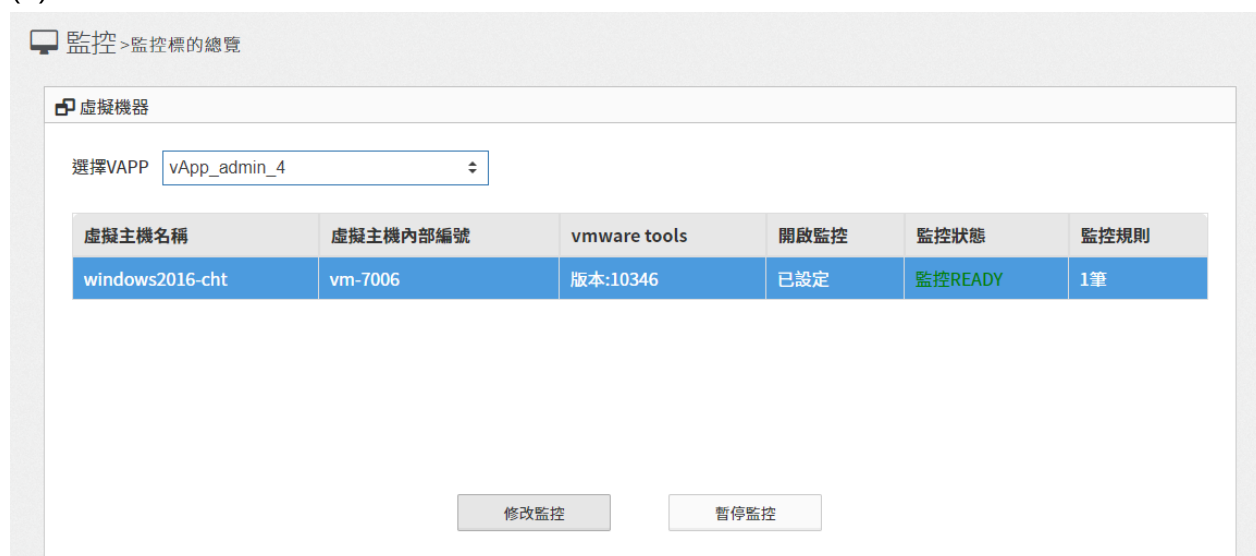 監控 >監控標的總覽
虛擬機器
選擇VAPP vApp_admin_4
虛擬主機名稱 虛擬主機內部編號 vmware tools 開啟監控 監控狀態 監控規則
windows2016-cht vm-7006 版本:10346 已設定 監控READY 1筆
修改監控 暫停監控